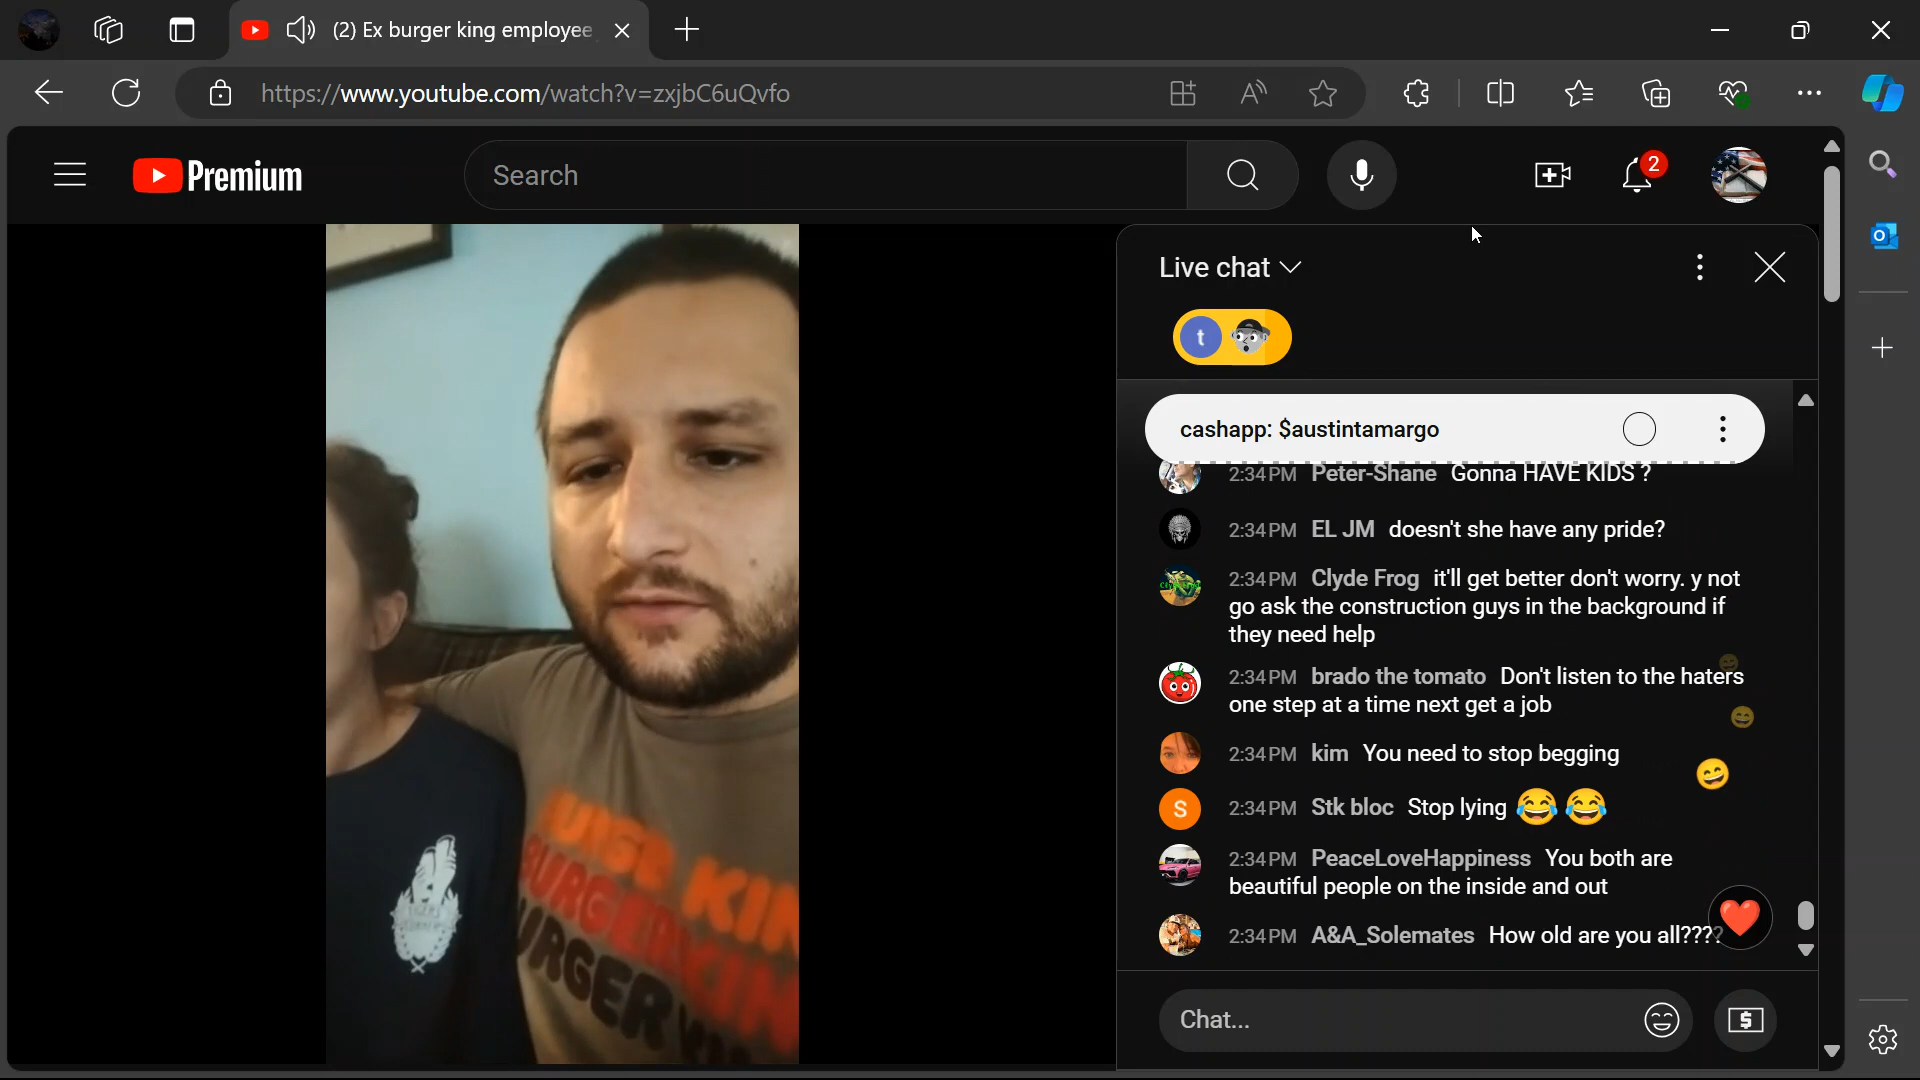 (2) Ex burger king employee
https://www.youtube.com/watch?v=zxjbC6uQvfo
Premium
Search
2
Live chat
t
cashapp: $austintamargo
2:34 PM Peter-Shane Gonna HAVE KIDS ?
2:34 PM EL JM doesn't she have any pride?
2:34 PM Clyde Frog it'll get better don't worry. y not
go ask the construction guys in the background if
they need help
2:34 PM brado the tomato Don't listen to the haters
one step at a time next get a job
2:34 PM kim You need to stop begging
S 2:34 PM Stk bloc Stop lying 😂 😂
2:34 PM PeaceLoveHappiness You both are
beautiful people on the inside and out
2:34 PM A&A_Solemates How old are you all????
Chat...
BURGER KIN